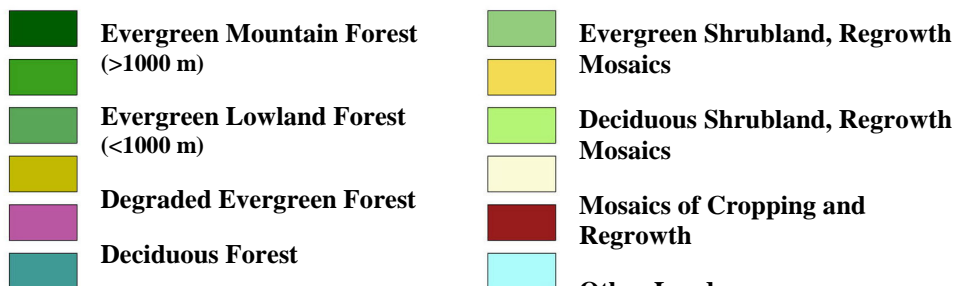 Evergreen Mountain Forest
(>1000 m)
Evergreen Lowland Forest
(<1000 m)
Degraded Evergreen Forest
Deciduous Forest
Evergreen Shrubland, Regrowth
Mosaics
Deciduous Shrubland, Regrowth
Mosaics
Mosaics of Cropping and
Regrowth